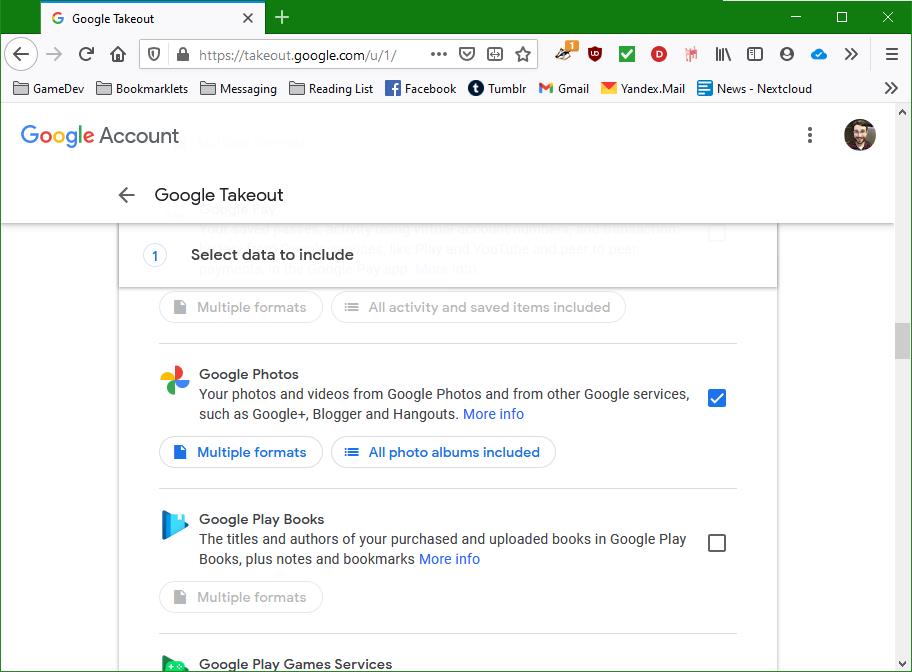 Google Takeout
https://takeout.google.com/u/1/
1
GameDev
Bookmarklets
Messaging
Reading List
Facebook
Tumblr
Gmail
Yandex.Mail
News - Nextcloud
Google Account
Google Takeout
1 Select data to include
Multiple formats
All activity and saved items included
Google Photos
Your photos and videos from Google Photos and from other Google services,
such as Google+, Blogger and Hangouts. More info
Multiple formats
All photo albums included
Google Play Books
The titles and authors of your purchased and uploaded books in Google Play
Books, plus notes and bookmarks More info
Multiple formats
Google Play Games Services